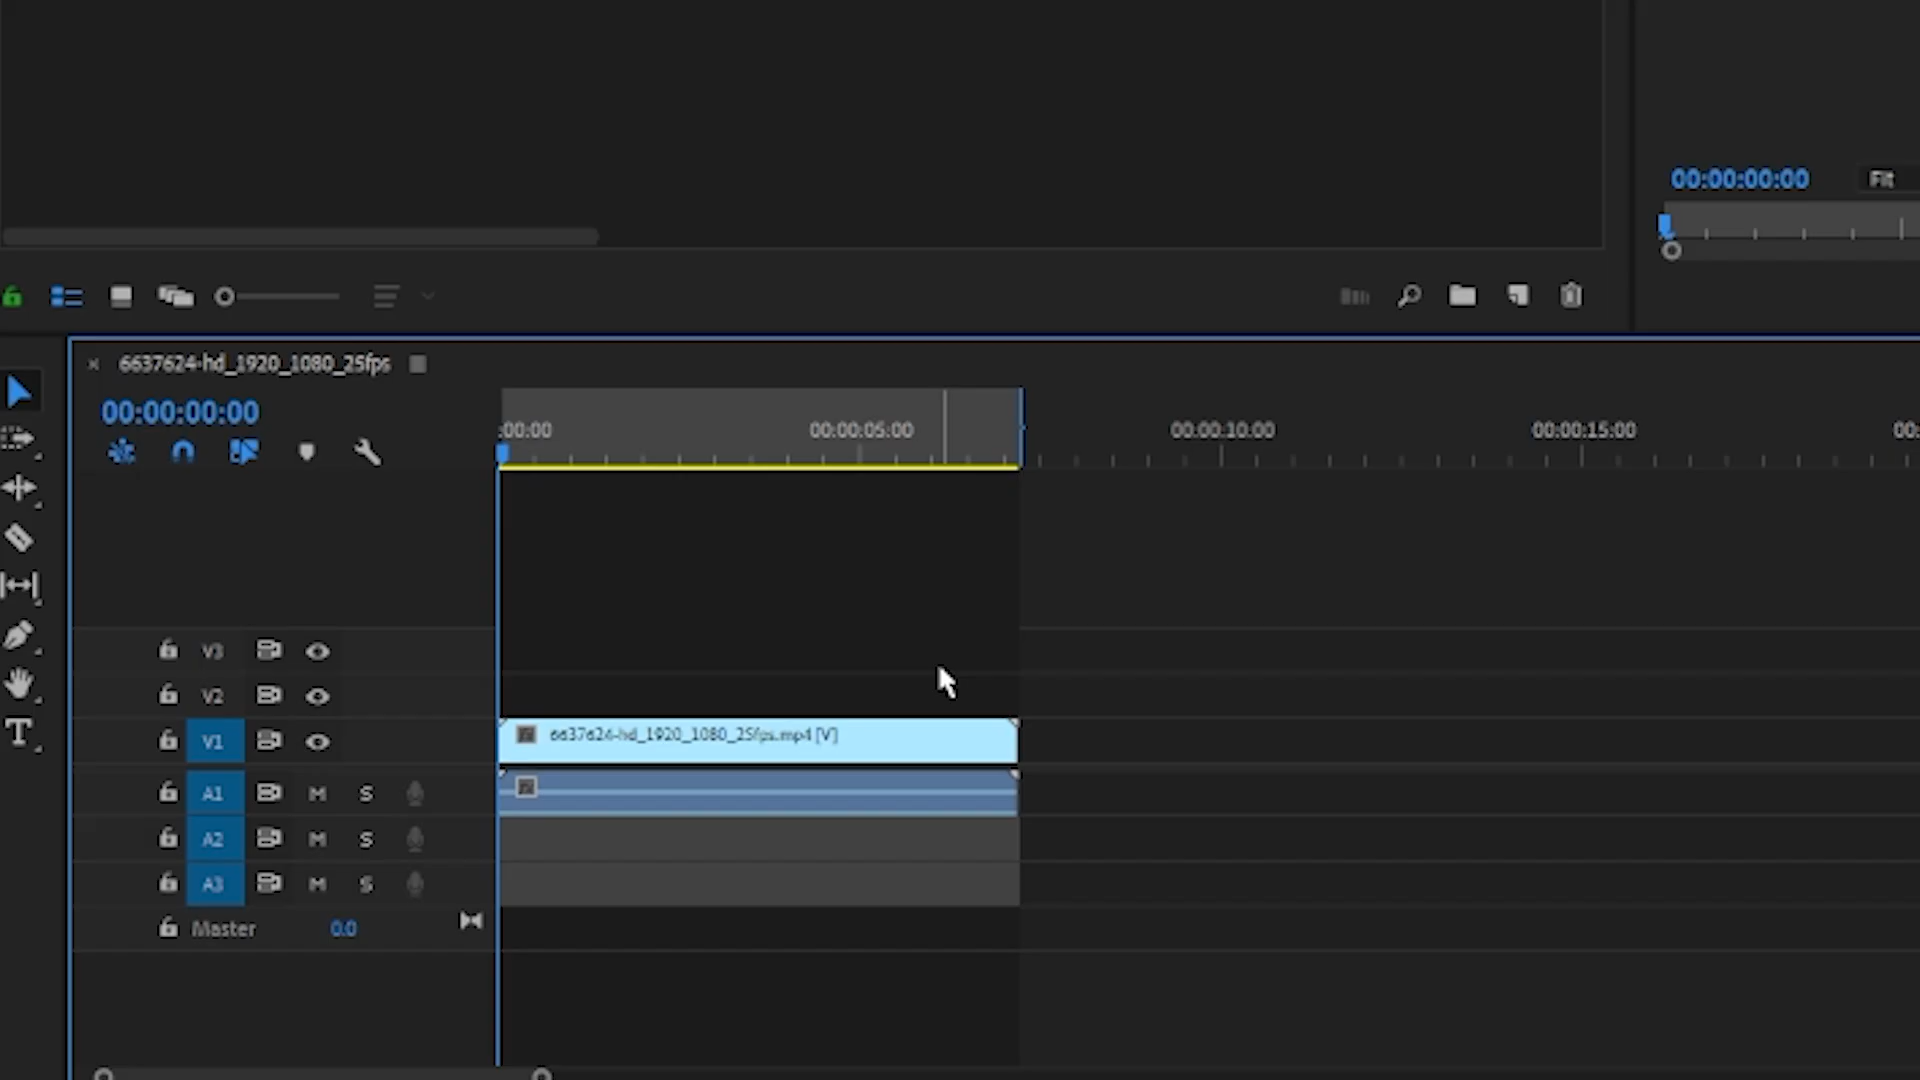 00:00:00:00 Fit
6637624-hd_1920_1080_25fps
00:00:00:00
:00:00 00:00:05:00 00:00:10:00 00:00:15:00 00:
V3
V2
V1 6637624-hd_1920_1080_25fps.mp4 [V]
A1 M S
A2 M S
A3 M S
Master 0.0